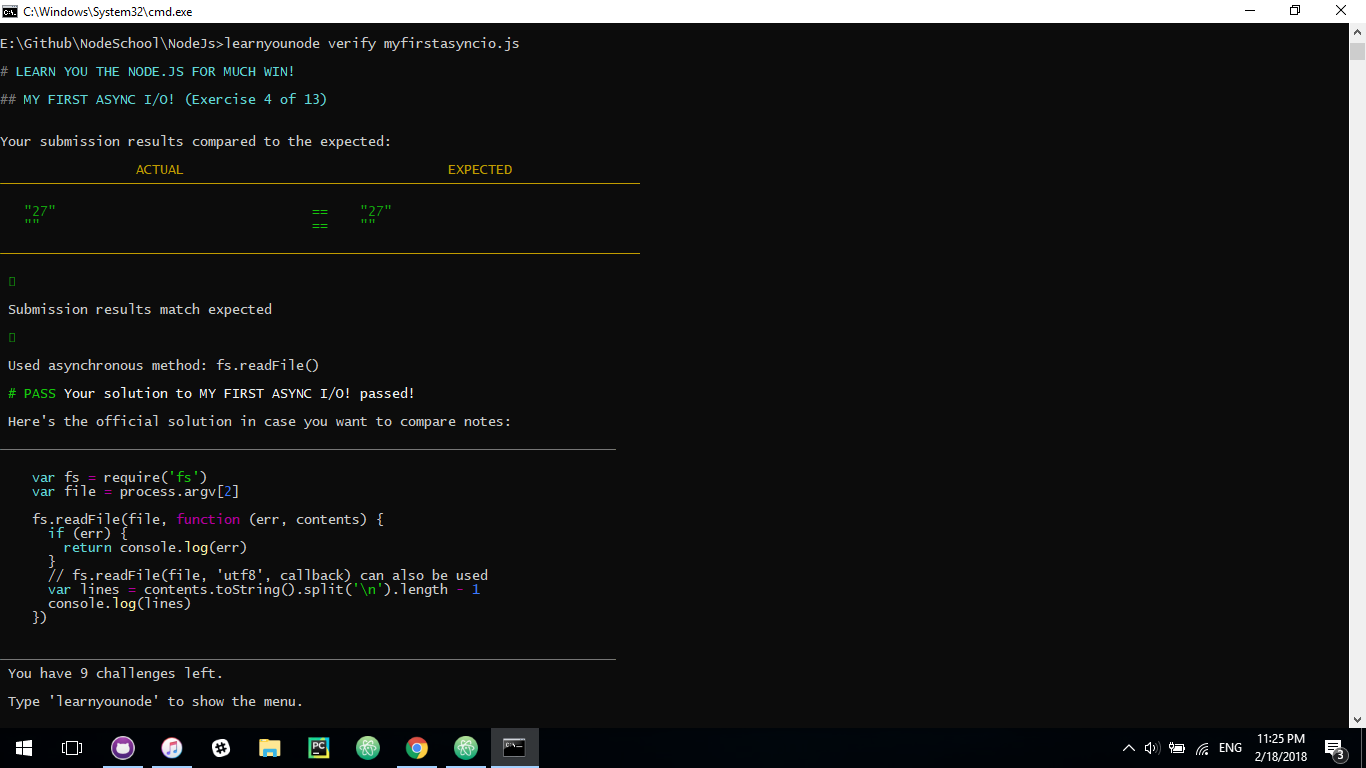 C:\Windows\System32\cmd.exe
E:\Github\NodeSchool\NodeJs>learnyounode verify myfirstasyncio.js
# LEARN YOU THE NODE.JS FOR MUCH WIN!
## MY FIRST ASYNC I/O! (Exercise 4 of 13)
Your submission results compared to the expected:
ACTUAL EXPECTED
"27" == "27"
"" == ""
Submission results match expected
Used asynchronous method: fs.readFile()
# PASS Your solution to MY FIRST ASYNC I/O! passed!
Here's the official solution in case you want to compare notes:
var fs = require('fs')
var file = process.argv[2]
fs.readFile(file, function (err, contents) {
if (err) {
return console.log(err)
}
// fs.readFile(file, 'utf8', callback) can also be used
var lines = contents.toString().split('\n').length - 1
console.log(lines)
})
You have 9 challenges left.
Type 'learnyounode' to show the menu.
PC
ENG
11:25 PM
2/18/2018
3